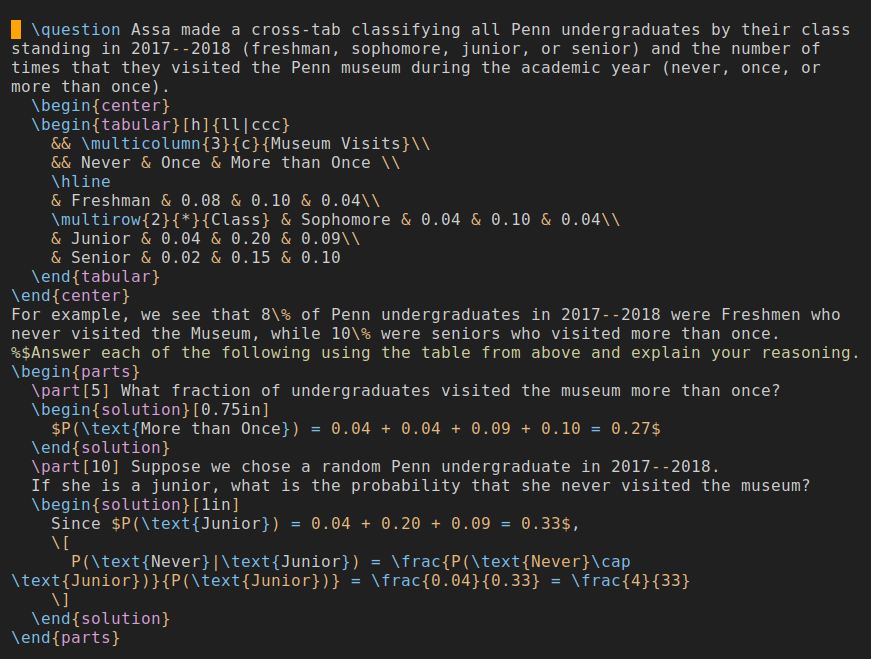 \question Assa made a cross-tab classifying all Penn undergraduates by their class
standing in 2017--2018 (freshman, sophomore, junior, or senior) and the number of
times that they visited the Penn museum during the academic year (never, once, or
more than once).
\begin{center}
\begin{tabular}[h]{ll|ccc}
&& \multicolumn{3}{c}{Museum Visits}\\
&& Never & Once & More than Once \\
\hline
& Freshman & 0.08 & 0.10 & 0.04\\
\multirow{2}{*}{Class} & Sophomore & 0.04 & 0.10 & 0.04\\
& Junior & 0.04 & 0.20 & 0.09\\
& Senior & 0.02 & 0.15 & 0.10
\end{tabular}
\end{center}
For example, we see that 8\% of Penn undergraduates in 2017--2018 were Freshmen who
never visited the Museum, while 10\% were seniors who visited more than once.
%$Answer each of the following using the table from above and explain your reasoning.
\begin{parts}
\part[5] What fraction of undergraduates visited the museum more than once?
\begin{solution}[0.75in]
$P(\text{More than Once}) = 0.04 + 0.04 + 0.09 + 0.10 = 0.27$
\end{solution}
\part[10] Suppose we chose a random Penn undergraduate in 2017--2018.
If she is a junior, what is the probability that she never visited the museum?
\begin{solution}[1in]
Since $P(\text{Junior}) = 0.04 + 0.20 + 0.09 = 0.33$,
\[
P(\text{Never}|\text{Junior}) = \frac{P(\text{Never}\cap
\text{Junior})}{P(\text{Junior})} = \frac{0.04}{0.33} = \frac{4}{33}
\]
\end{solution}
\end{parts}